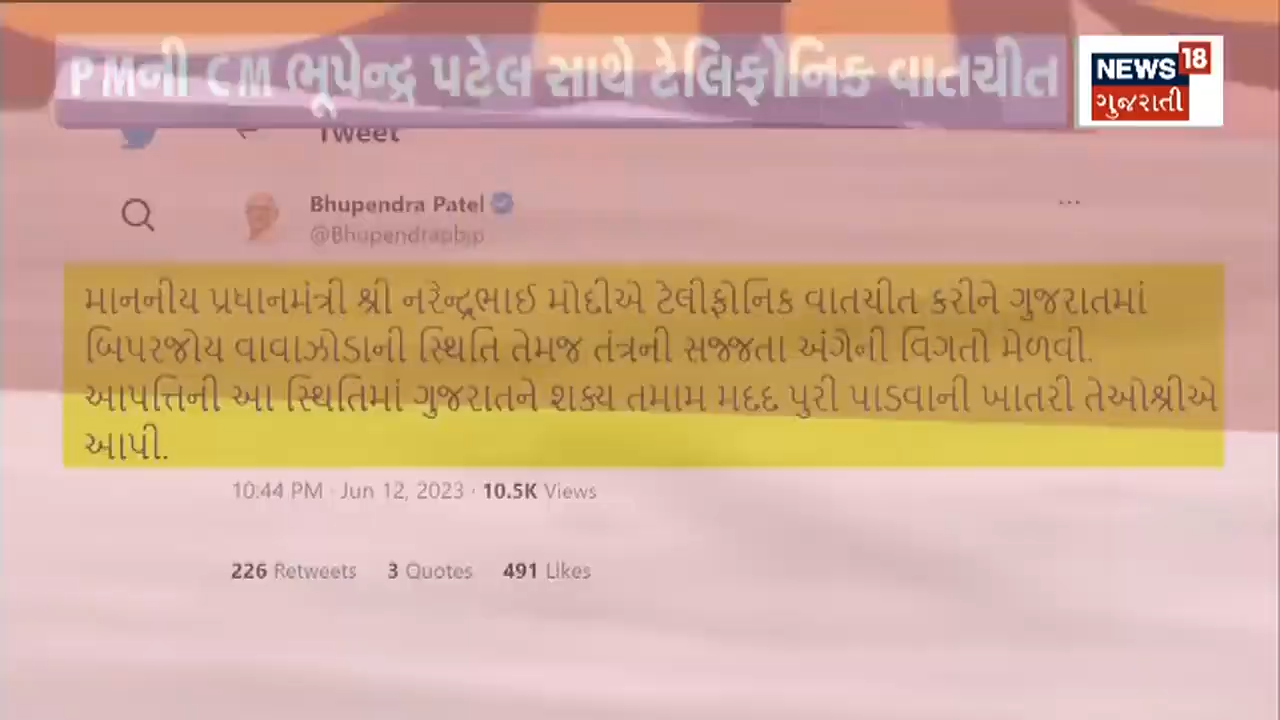 PMની CM ભૂપેન્દ્ર પટેલ સાથે ટેલિફોનિક વાતચીત
NEWS 18
ગુજરાતી
Tweet
Bhupendra Patel
@Bhupendrapbjp
માનનીય પ્રધાનમંત્રી શ્રી નરેન્દ્રભાઈ મોદીએ ટેલીફોનિક વાતચીત કરીને ગુજરાતમાં
બિપરજોય વાવાઝોડાની સ્થિતિ તેમજ તંત્રની સજ્જતા અંગેની વિગતો મેળવી.
આપત્તિની આ સ્થિતિમાં ગુજરાતને શક્ય તમામ મદદ પુરી પાડવાની ખાતરી તેઓશ્રીએ
આપી.
10:44 PM · Jun 12, 2023 · 10.5K Views
226 Retweets 3 Quotes 491 Likes